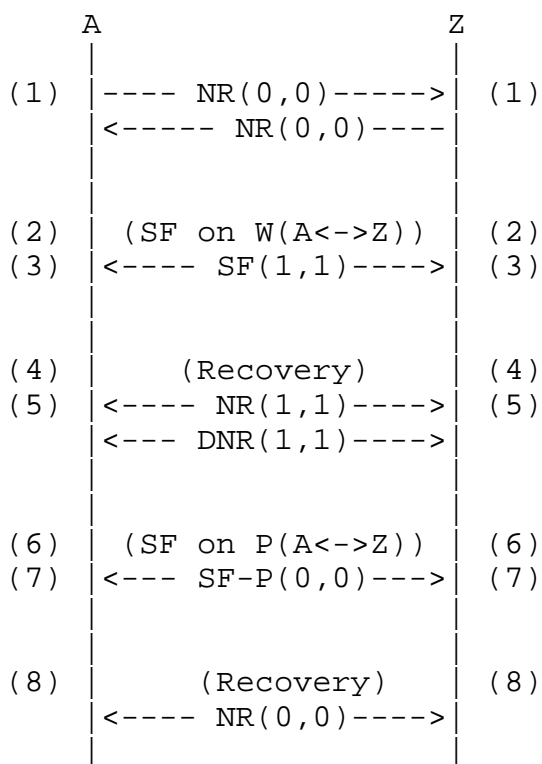 A                    Z
|                    |
(1) |---- NR(0,0)----->| (1)
|<----- NR(0,0)----|
|                    |
|                    |
(2) | (SF on W(A<->Z)) | (2)
(3) |<---- SF(1,1)---->| (3)
|                    |
|                    |
(4) | (Recovery) | (4)
(5) |<---- NR(1,1)---->| (5)
|<--- DNR(1,1)---->|
|                    |
|                    |
(6) | (SF on P(A<->Z)) | (6)
(7) |<--- SF-P(0,0)--->| (7)
|                    |
|                    |
(8) | (Recovery) | (8)
|<---- NR(0,0)---->|
|                    |